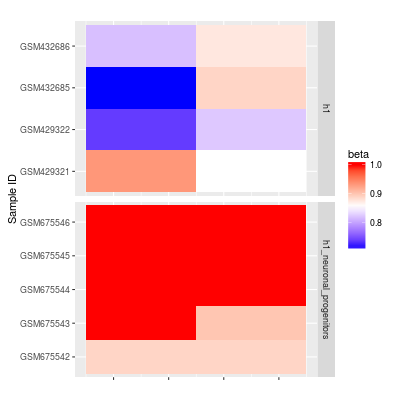 GSM432686
GSM432685
GSM429322
GSM429321
h1
GSM675546
GSM675545
GSM675544
GSM675543
GSM675542
h1_neuronal_progenitors
Sample ID
beta
1.0
0.9
0.8